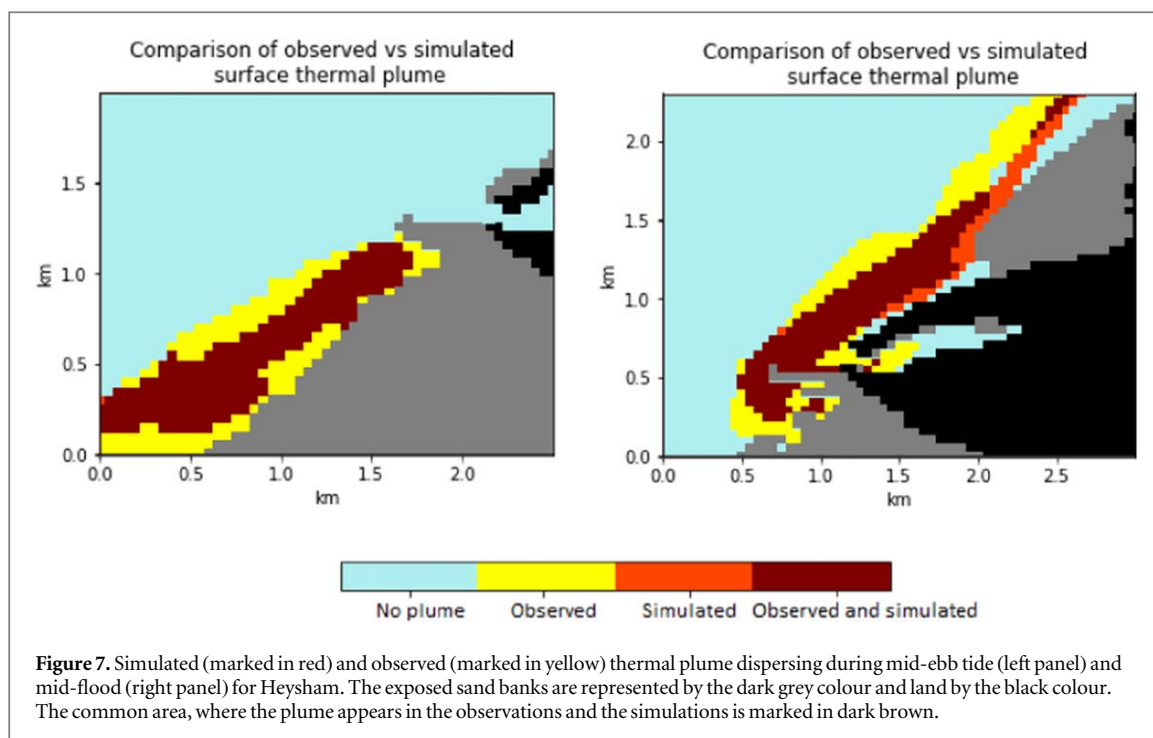 Comparison of observed vs simulated
surface thermal plume
km
1.5
1.0
0.5
0.0
0.0 0.5 1.0 1.5 2.0
km
Comparison of observed vs simulated
surface thermal plume
km
2.0
1.5
1.0
0.5
0.0
0.0 0.5 1.0 1.5 2.0 2.5
km
No plume Observed Simulated Observed and simulated
Figure 7. Simulated (marked in red) and observed (marked in yellow) thermal plume dispersing during mid-ebb tide (left panel) and
mid-flood (right panel) for Heysham. The exposed sand banks are represented by the dark grey colour and land by the black colour.
The common area, where the plume appears in the observations and the simulations is marked in dark brown.